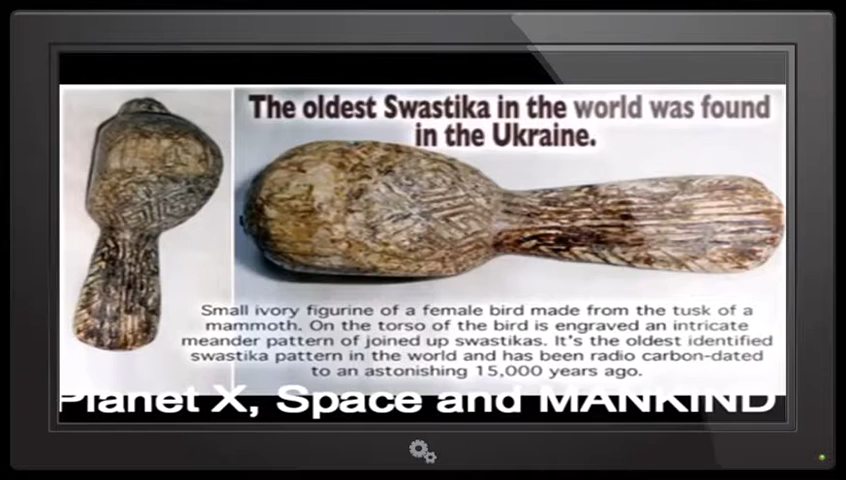 The oldest Swastika in the world was found
in the Ukraine.
Small ivory figurine of a female bird made from the tusk of a
mammoth. On the torso of the bird is engraved an intricate
meander pattern of joined up swastikas. It's the oldest identified
swastika pattern in the world and has been radio carbon-dated
to an astonishing 15,000 years ago.
Planet X, Space and MANKIND